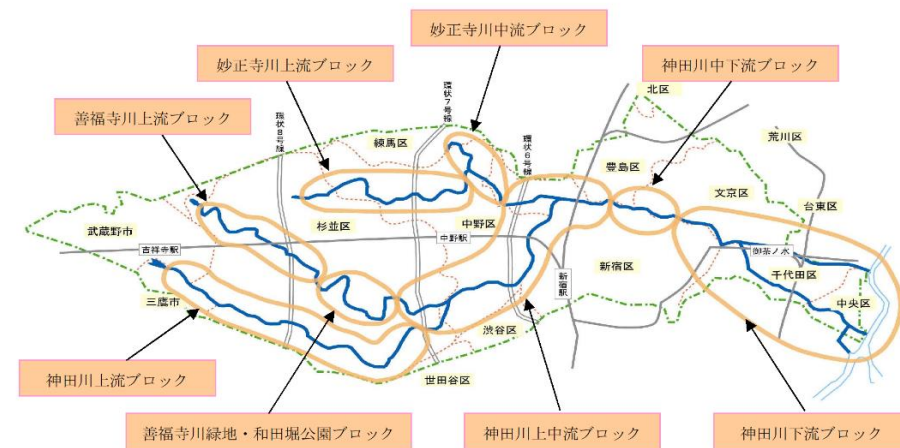 妙正寺川中流ブロック
妙正寺川上流ブロック
神田川中下流ブロック
善福寺川上流ブロック
環状7号線
北区
環状8号線
練馬区
環状6号線
荒川区
豊島区
文京区
台東区
武蔵野市
杉並区
中野区
吉祥寺駅
中野駅
御茶ノ水
新宿区
新宿駅
千代田区
三鷹市
中央区
渋谷区
世田谷区
神田川上流ブロック
善福寺川緑地・和田堀公園ブロック
神田川上中流ブロック
神田川下流ブロック